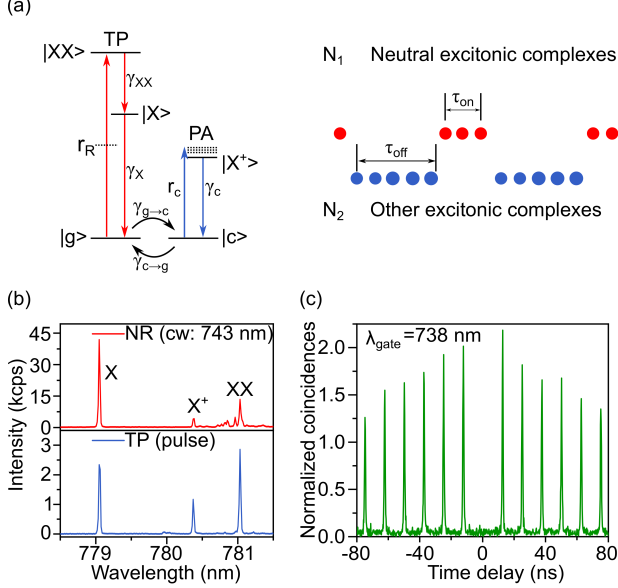 (a)
TP
|XX>
γXX
|X>
PA
|X⁺>
rR
γX
rc
γc
γg→c
|g>
|c>
γc→g
N₁ Neutral excitonic complexes
τon
τoff
N₂ Other excitonic complexes
(b)
NR (cw: 743 nm)
45
30
15
0
X
X⁺
XX
TP (pulse)
3
2
1
0
Intensity (kcps)
779 780 781
Wavelength (nm)
(c)
λgate=738 nm
2.0
1.5
1.0
0.5
0.0
Normalized coincidences
-80 -40 0 40 80
Time delay (ns)